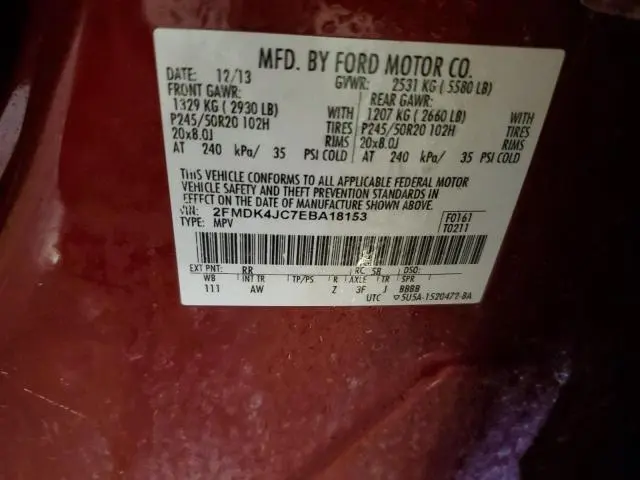 MFD. BY FORD MOTOR CO.
DATE: 12/13 GVWR: 2531 KG ( 5580 LB)
FRONT GAWR: REAR GAWR:
1329 KG ( 2930 LB) WITH 1207 KG ( 2660 LB) WITH
P245/50R20 102H TIRES P245/50R20 102H TIRES
20x8.0J RIMS 20x8.0J RIMS
AT 240 kPa/ 35 PSI COLD AT 240 kPa/ 35 PSI COLD
THIS VEHICLE CONFORMS TO ALL APPLICABLE FEDERAL MOTOR
VEHICLE SAFETY AND THEFT PREVENTION STANDARDS IN
EFFECT ON THE DATE OF MANUFACTURE SHOWN ABOVE.
VIN: 2FMDK4JC7EBA18153 F0161
TYPE: MPV T0211
EXT PNT: RR RC: SB DSO:
WB INT TR TP/PS R AXLE TR SPR
111 AW Z 3F J BBBB
UTC 5U5A-1520472-BA